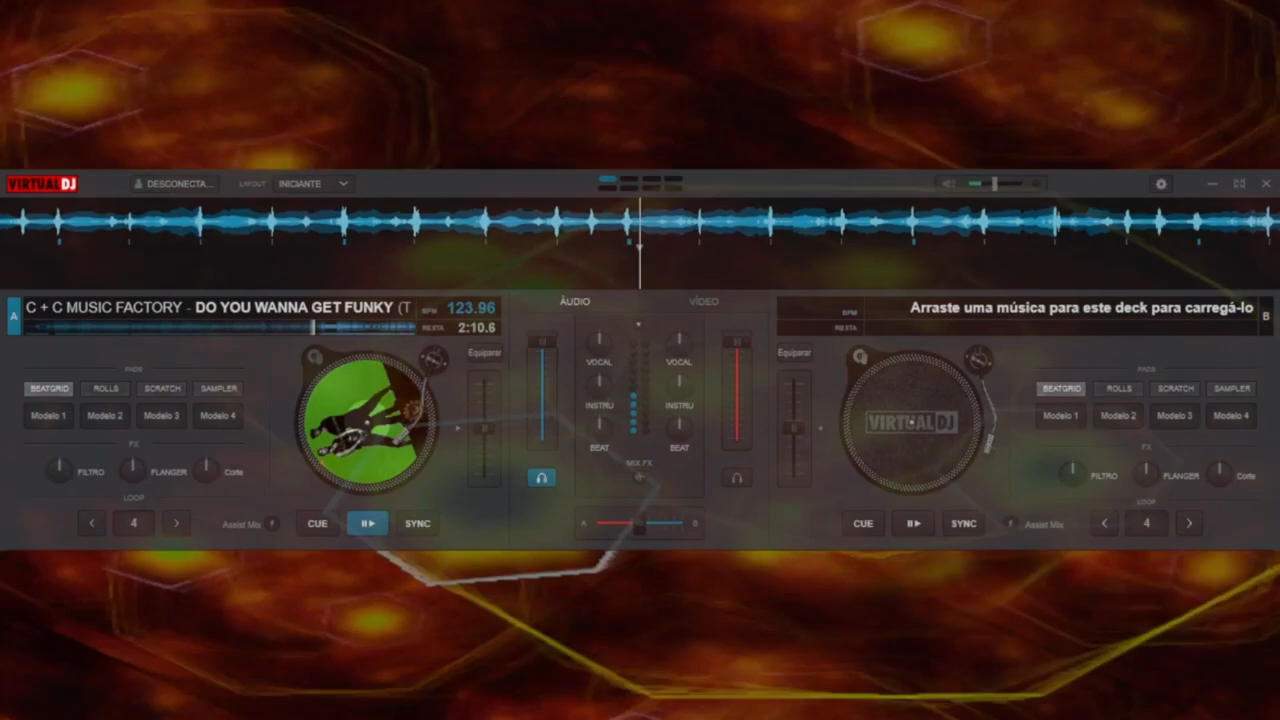 VIRTUAL DJ DESCONECTA... LAYOUT INICIANTE
A C + C MUSIC FACTORY - DO YOU WANNA GET FUNKY (T BPM 123.96
RESTA 2:10.6
ÁUDIO VÍDEO
BPM Arraste uma música para este deck para carregá-lo B
RESTA
Equiparar Equiparar
VOCAL VOCAL
PADS PADS
BEATGRID ROLLS SCRATCH SAMPLER INSTRU INSTRU BEATGRID ROLLS SCRATCH SAMPLER
Modelo 1 Modelo 2 Modelo 3 Modelo 4 VIRTUAL DJ Modelo 1 Modelo 2 Modelo 3 Modelo 4
FX BEAT BEAT FX
FILTRO FLANGER Corte MIX FX FILTRO FLANGER Corte
LOOP LOOP
4 Assist Mix CUE SYNC A B CUE SYNC Assist Mix 4